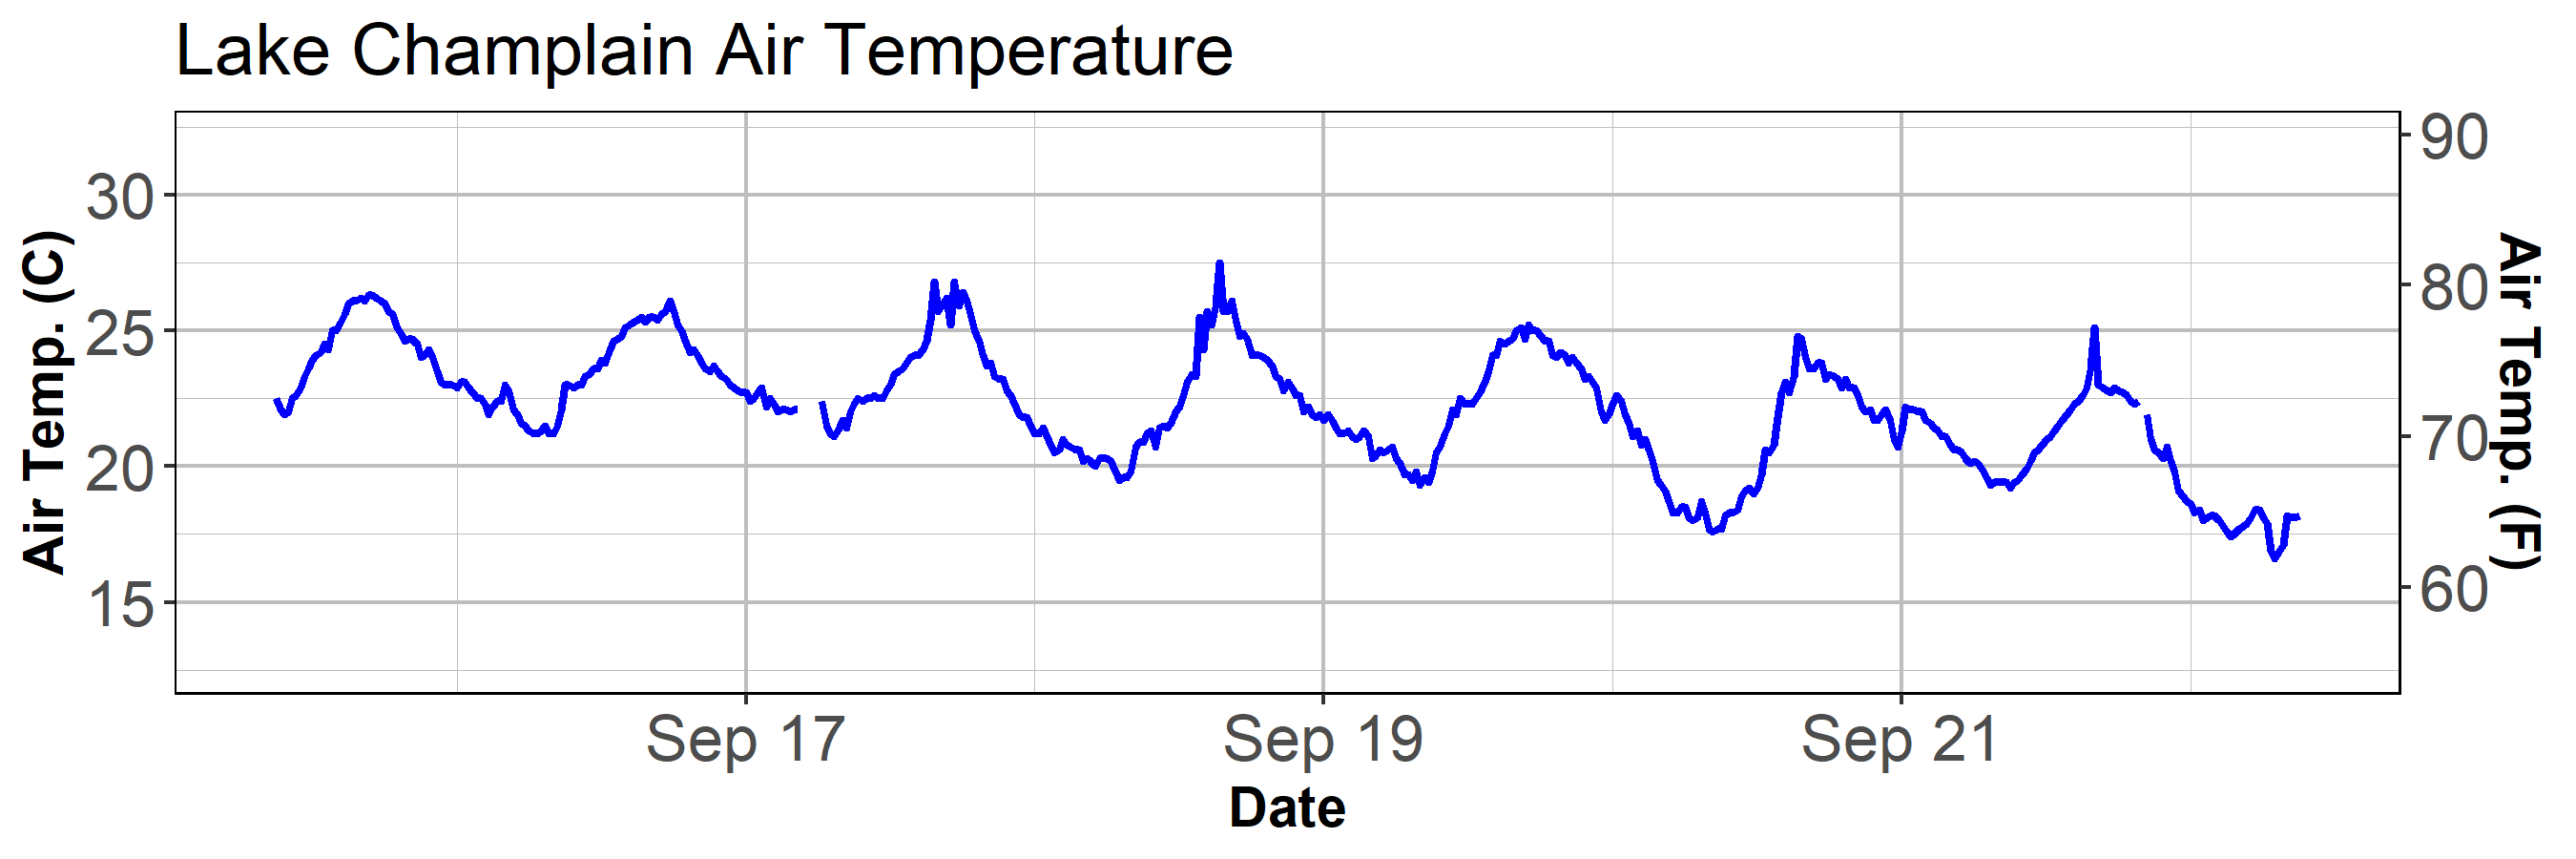 Lake Champlain Air Temperature
Air Temp. (C)
30
25
20
15
90
80
70
60
Air Temp. (F)
Sep 17
Sep 19
Sep 21
Date